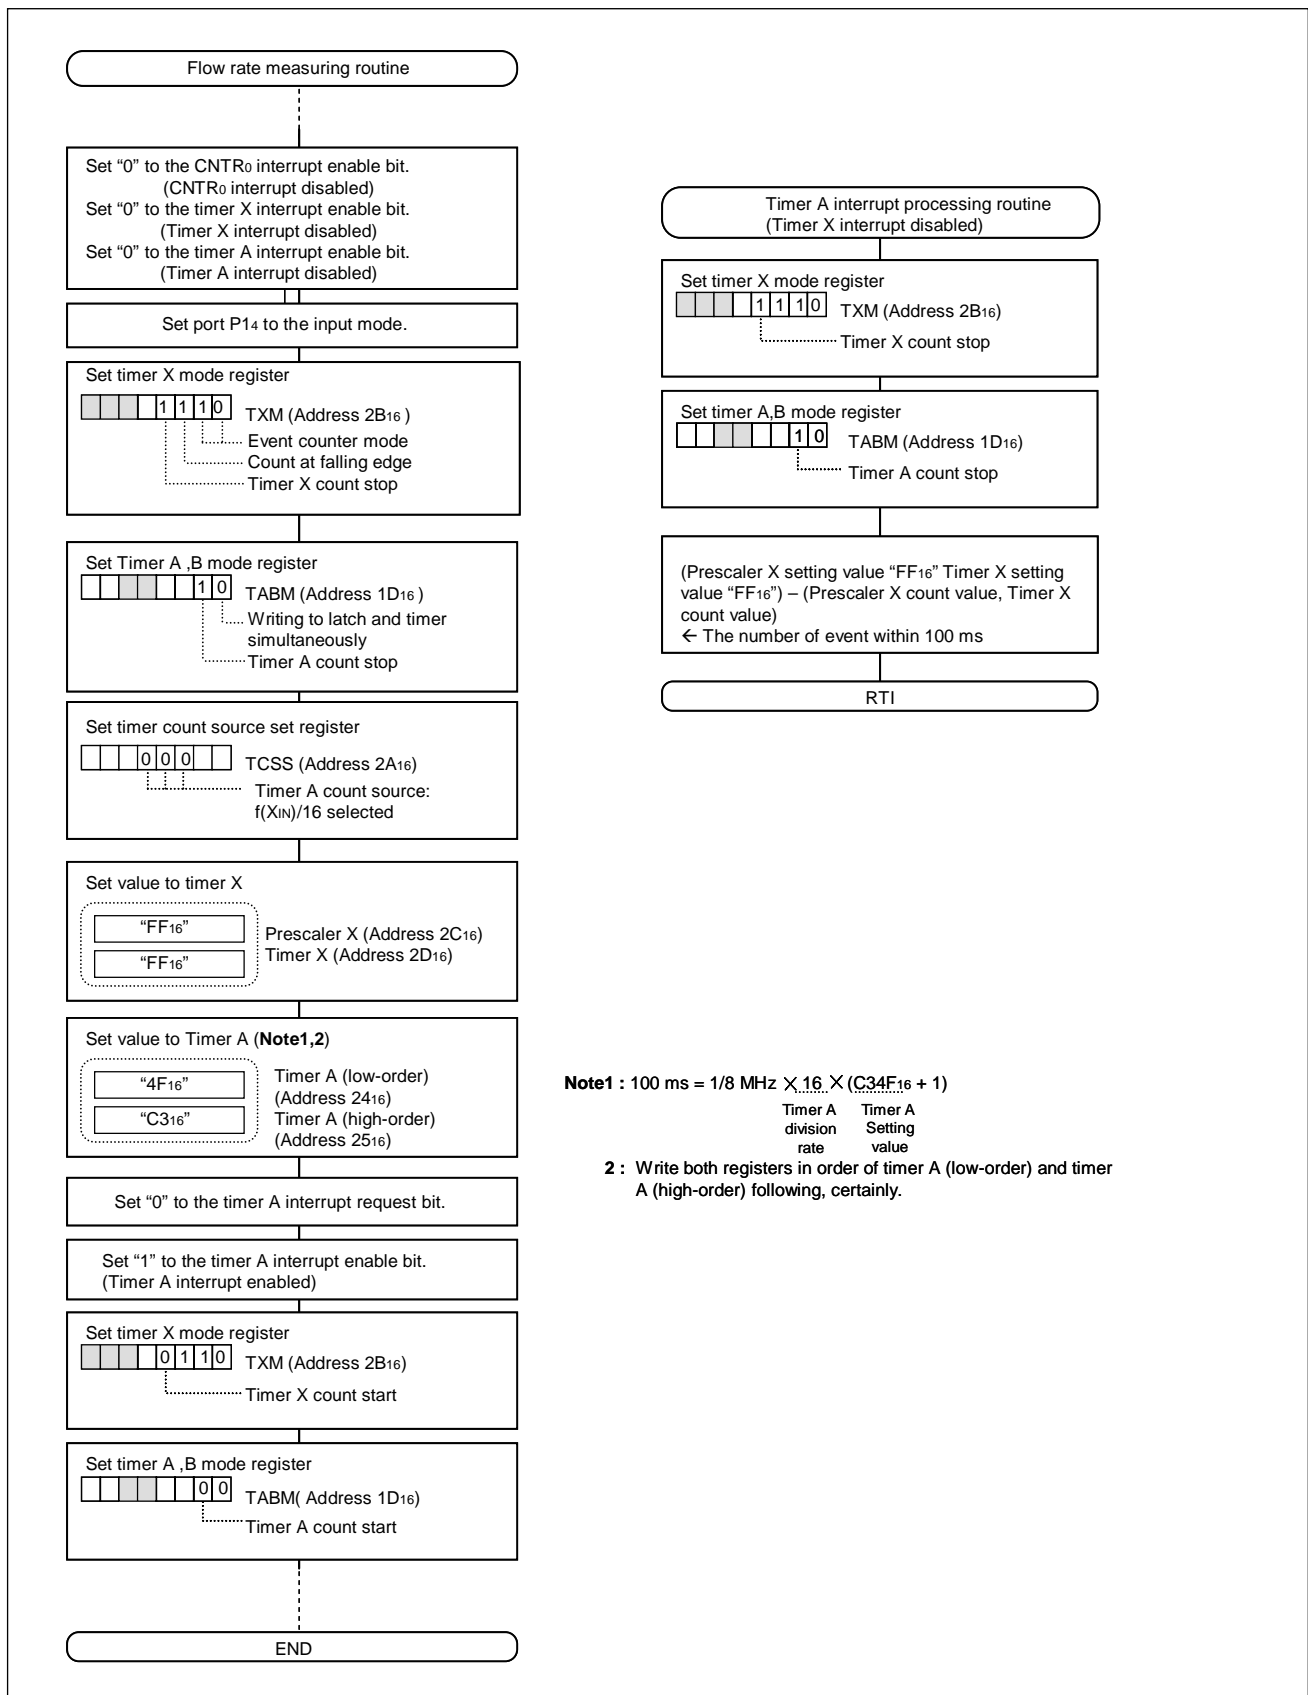 Flow rate measuring routine
Set “0” to the CNTR0 interrupt enable bit.
(CNTR0 interrupt disabled)
Set “0” to the timer X interrupt enable bit.
(Timer X interrupt disabled)
Set “0” to the timer A interrupt enable bit.
(Timer A interrupt disabled)
Set port P14 to the input mode.
Set timer X mode register
1 1 1 0 TXM (Address 2B16 )
Event counter mode
Count at falling edge
Timer X count stop
Set Timer A ,B mode register
1 0 TABM (Address 1D16 )
Writing to latch and timer
simultaneously
Timer A count stop
Set timer count source set register
0 0 0 TCSS (Address 2A16)
Timer A count source:
f(XIN)/16 selected
Set value to timer X
“FF16”
Prescaler X (Address 2C16)
Timer X (Address 2D16)
“FF16”
Set value to Timer A (Note1,2)
“4F16”
Timer A (low-order)
(Address 2416)
“C316”
Timer A (high-order)
(Address 2516)
Set “0” to the timer A interrupt request bit.
Set “1” to the timer A interrupt enable bit.
(Timer A interrupt enabled)
Set timer X mode register
0 1 1 0 TXM (Address 2B16)
Timer X count start
Set timer A ,B mode register
0 0 TABM( Address 1D16)
Timer A count start
END
Timer A interrupt processing routine
(Timer X interrupt disabled)
Set timer X mode register
1 1 1 0 TXM (Address 2B16)
Timer X count stop
Set timer A,B mode register
1 0 TABM (Address 1D16)
Timer A count stop
(Prescaler X setting value “FF16” Timer X setting
value “FF16”) – (Prescaler X count value, Timer X
count value)
← The number of event within 100 ms
RTI
Note1 : 100 ms = 1/8 MHz × 16 × (C34F16 + 1)
Timer A Timer A
division Setting
rate value
2 : Write both registers in order of timer A (low-order) and timer
A (high-order) following, certainly.